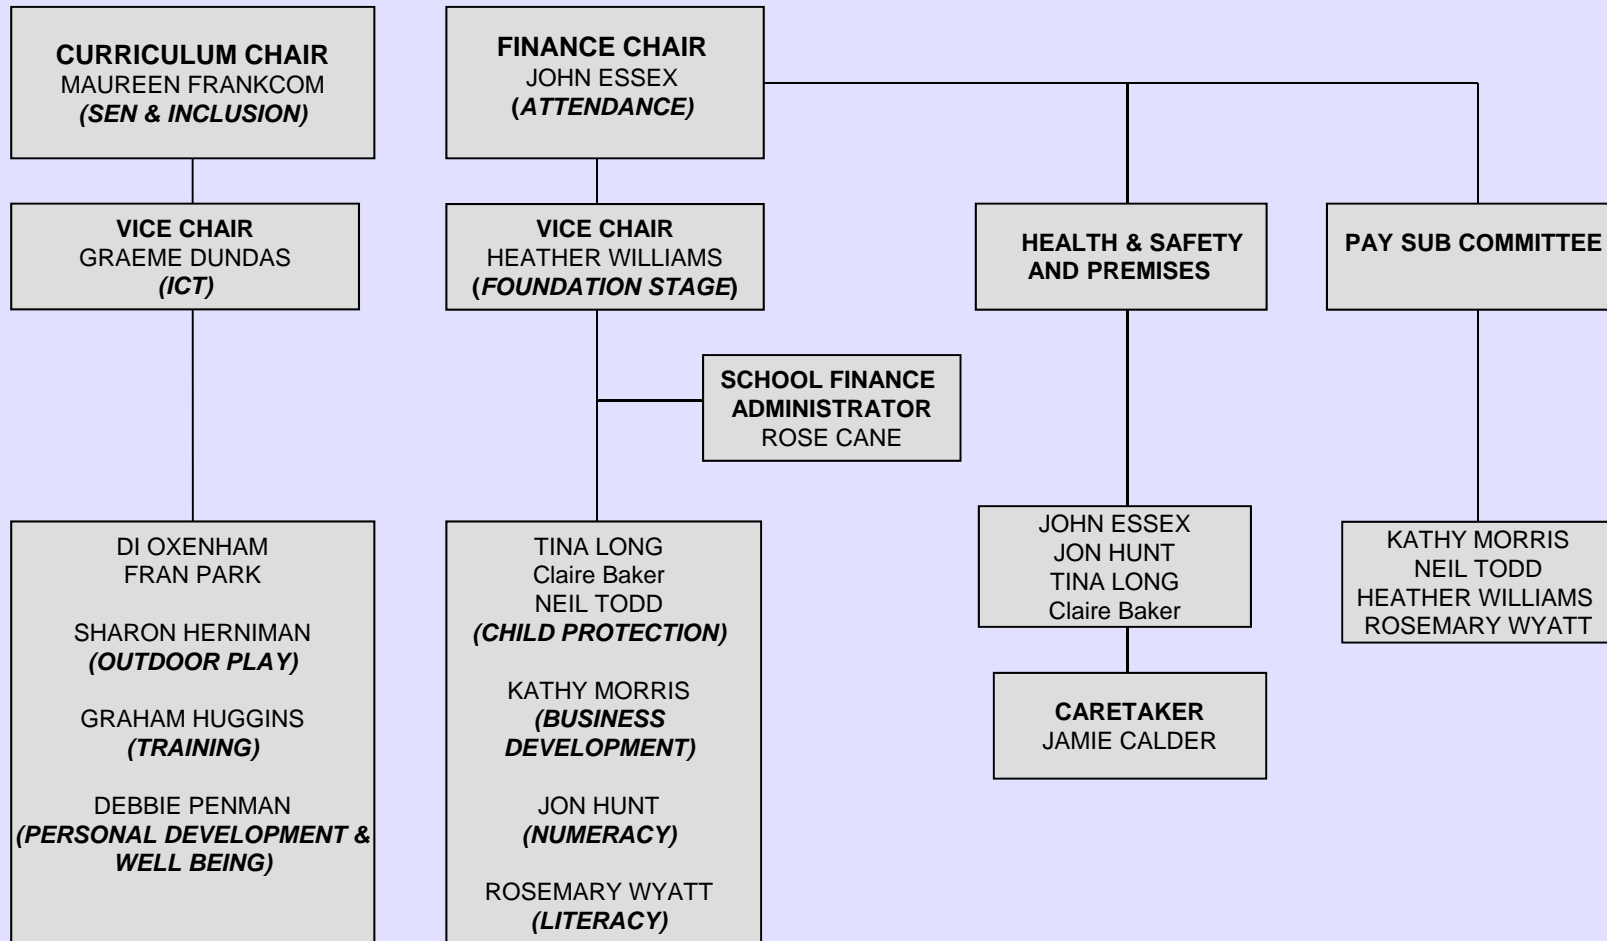 CURRICULUM CHAIR
MAUREEN FRANKCOM
(SEN & INCLUSION)
FINANCE CHAIR
JOHN ESSEX
(ATTENDANCE)
VICE CHAIR
GRAEME DUNDAS
(ICT)
VICE CHAIR
HEATHER WILLIAMS
(FOUNDATION STAGE)
HEALTH & SAFETY
AND PREMISES
PAY SUB COMMITTEE
SCHOOL FINANCE
ADMINISTRATOR
ROSE CANE
DI OXENHAM
FRAN PARK
SHARON HERNIMAN
(OUTDOOR PLAY)
GRAHAM HUGGINS
(TRAINING)
DEBBIE PENMAN
(PERSONAL DEVELOPMENT &
WELL BEING)
TINA LONG
Claire Baker
NEIL TODD
(CHILD PROTECTION)
KATHY MORRIS
(BUSINESS
DEVELOPMENT)
JON HUNT
(NUMERACY)
ROSEMARY WYATT
(LITERACY)
JOHN ESSEX
JON HUNT
TINA LONG
Claire Baker
CARETAKER
JAMIE CALDER
KATHY MORRIS
NEIL TODD
HEATHER WILLIAMS
ROSEMARY WYATT